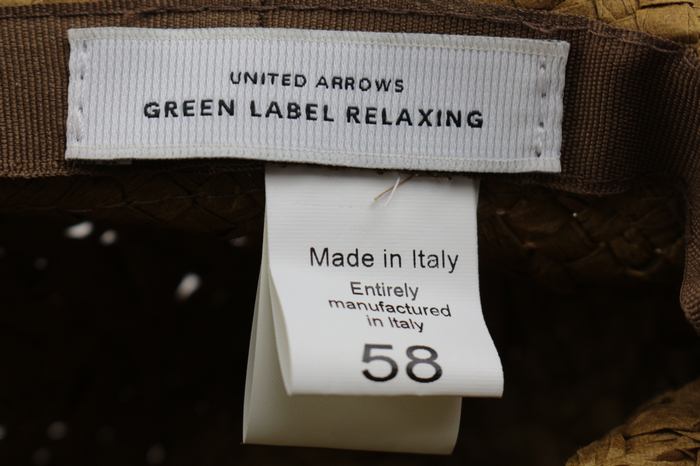 UNITED ARROWS
GREEN LABEL RELAXING
Made in Italy
Entirely
manufactured
in Italy
58